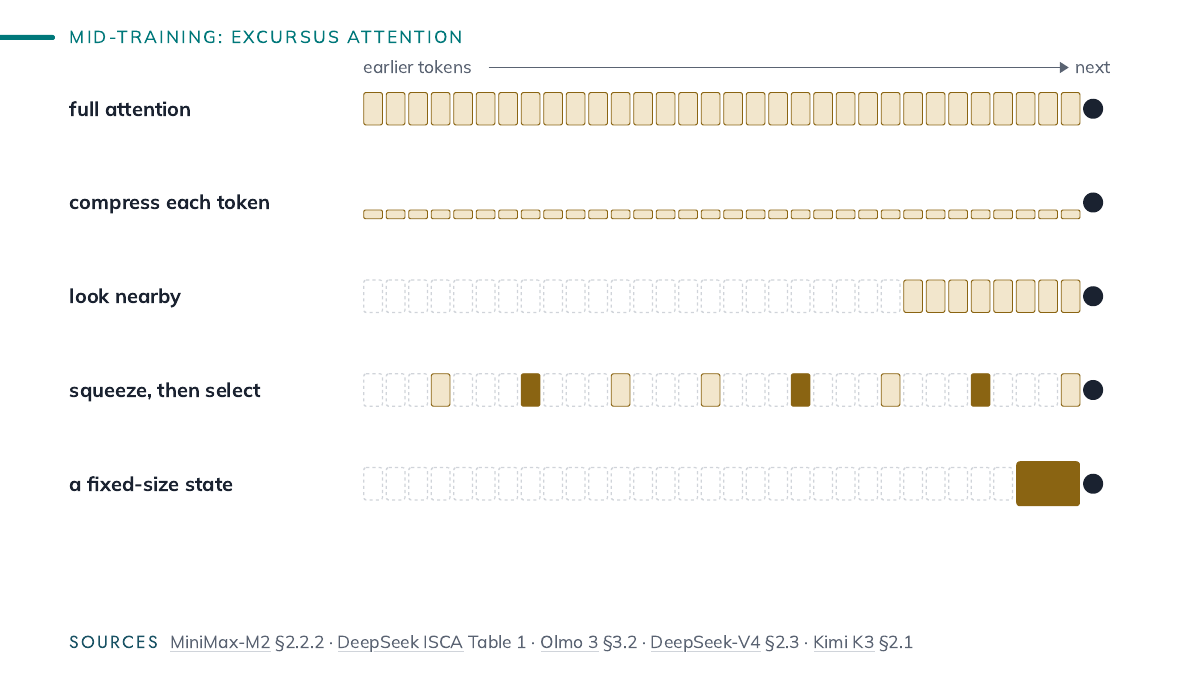 MID-TRAINING: EXCURSUS ATTENTION
earlier tokens next
full attention
compress each token
look nearby
squeeze, then select
a fixed-size state
SOURCES MiniMax-M2 §2.2.2 · DeepSeek ISCA Table 1 · Olmo 3 §3.2 · DeepSeek-V4 §2.3 · Kimi K3 §2.1